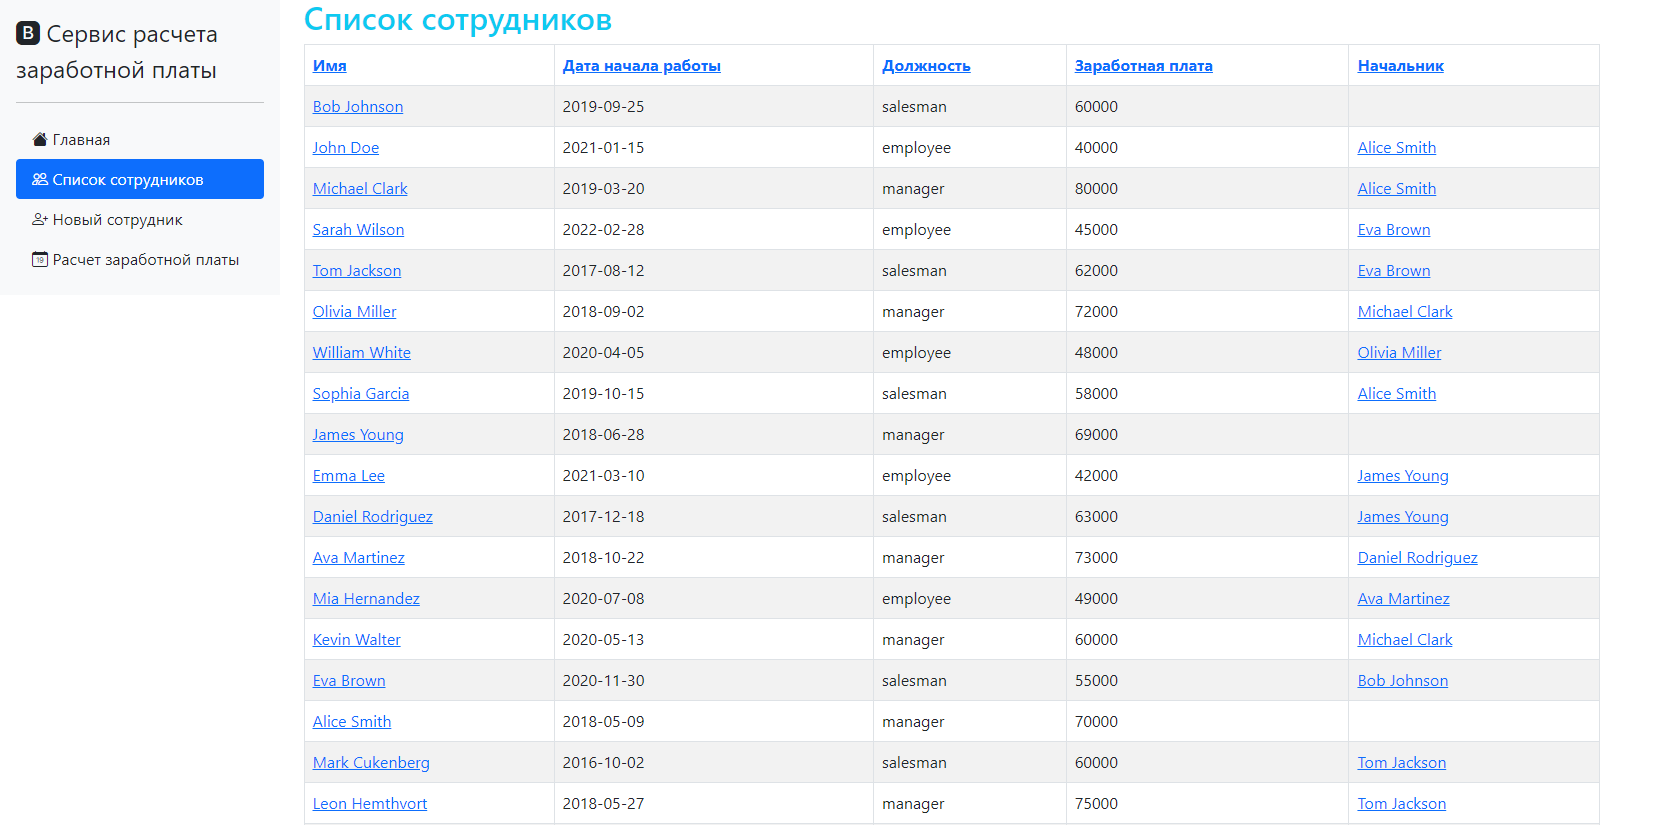 B Сервис расчета
заработной платы
Главная
Список сотрудников
Новый сотрудник
19 Расчет заработной платы
Список сотрудников
Имя Дата начала работы Должность Заработная плата Начальник
Bob Johnson 2019-09-25 salesman 60000
John Doe 2021-01-15 employee 40000 Alice Smith
Michael Clark 2019-03-20 manager 80000 Alice Smith
Sarah Wilson 2022-02-28 employee 45000 Eva Brown
Tom Jackson 2017-08-12 salesman 62000 Eva Brown
Olivia Miller 2018-09-02 manager 72000 Michael Clark
William White 2020-04-05 employee 48000 Olivia Miller
Sophia Garcia 2019-10-15 salesman 58000 Alice Smith
James Young 2018-06-28 manager 69000
Emma Lee 2021-03-10 employee 42000 James Young
Daniel Rodriguez 2017-12-18 salesman 63000 James Young
Ava Martinez 2018-10-22 manager 73000 Daniel Rodriguez
Mia Hernandez 2020-07-08 employee 49000 Ava Martinez
Kevin Walter 2020-05-13 manager 60000 Michael Clark
Eva Brown 2020-11-30 salesman 55000 Bob Johnson
Alice Smith 2018-05-09 manager 70000
Mark Cukenberg 2016-10-02 salesman 60000 Tom Jackson
Leon Hemthvort 2018-05-27 manager 75000 Tom Jackson